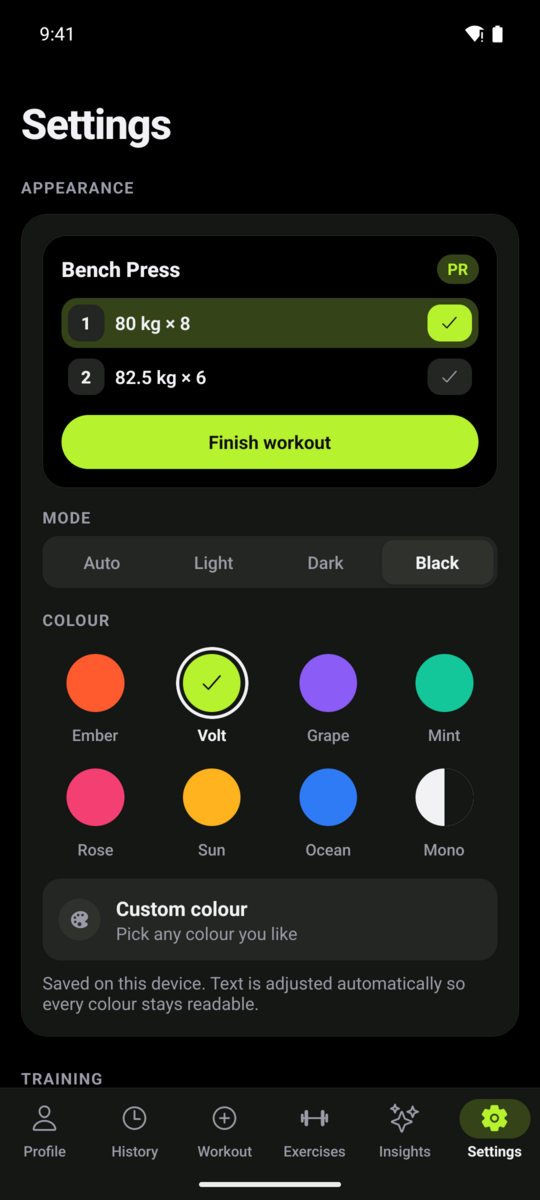 9:41
Settings
APPEARANCE
Bench Press
PR
1 80 kg × 8
2 82.5 kg × 6
Finish workout
MODE
Auto Light Dark Black
COLOUR
Ember Volt Grape Mint
Rose Sun Ocean Mono
Custom colour
Pick any colour you like
Saved on this device. Text is adjusted automatically so
every colour stays readable.
TRAINING
Profile History Workout Exercises Insights Settings